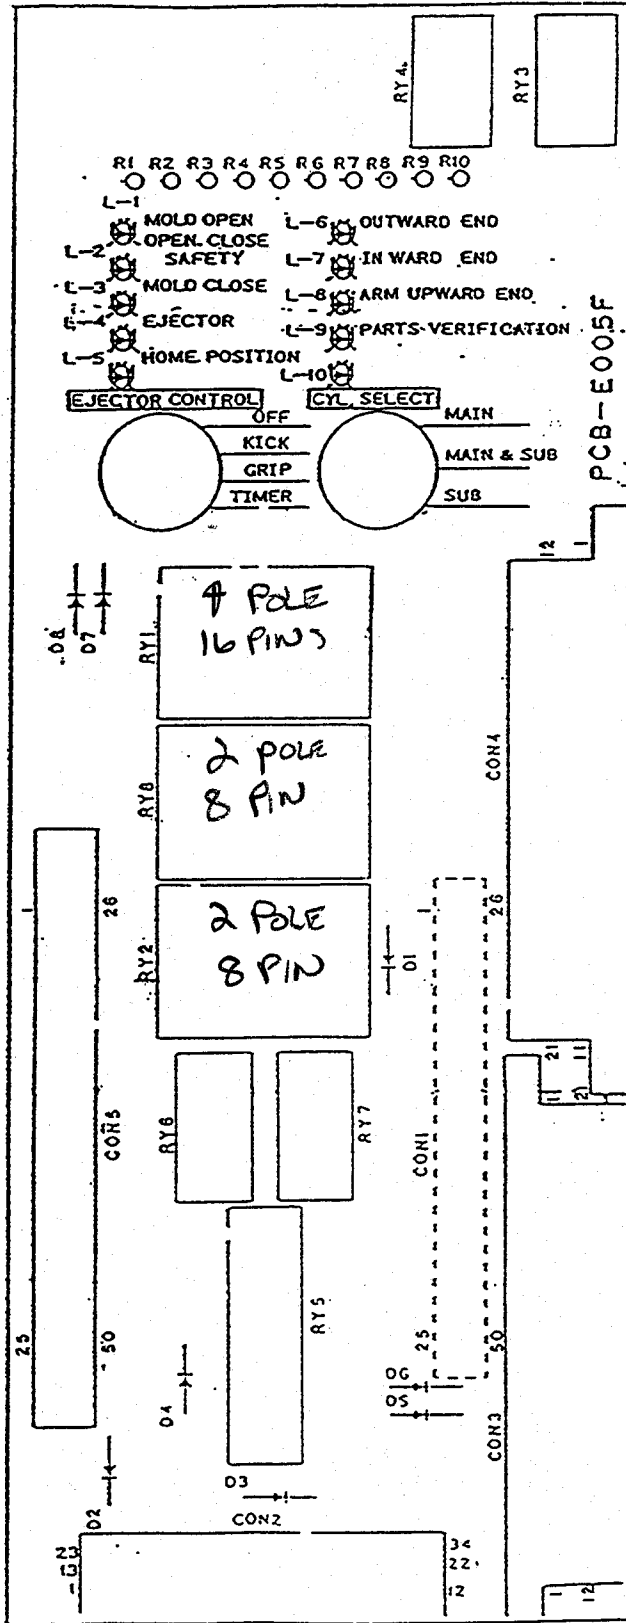 RY4
RY3
R1 R2 R3 R4 R5 R6 R7 R8 R9 R10
L-1 MOLD OPEN
L-2 OPEN CLOSE
SAFETY
L-3 MOLD CLOSE
L-4 EJECTOR
L-5 HOME POSITION
L-6 OUTWARD END
L-7 IN WARD END
L-8 ARM UPWARD END
L-9 PARTS VERIFICATION
L-10
PCB-E005F
EJECTOR CONTROL
OFF
KICK
GRIP
TIMER
CYL. SELECT
MAIN
MAIN & SUB
SUB
12 1
D8
D7
RY1
4 POLE
16 PINS
CON4
RY8
2 POLE
8 PIN
1
26
RY2
2 POLE
8 PIN
D1
1
26
21 11
CON5
RY6
RY7
CON1
RY5
25
50
25
50
D4
D6
D5
CON3
D2
D3
CON2
23
13
1
34
22
12
1 12